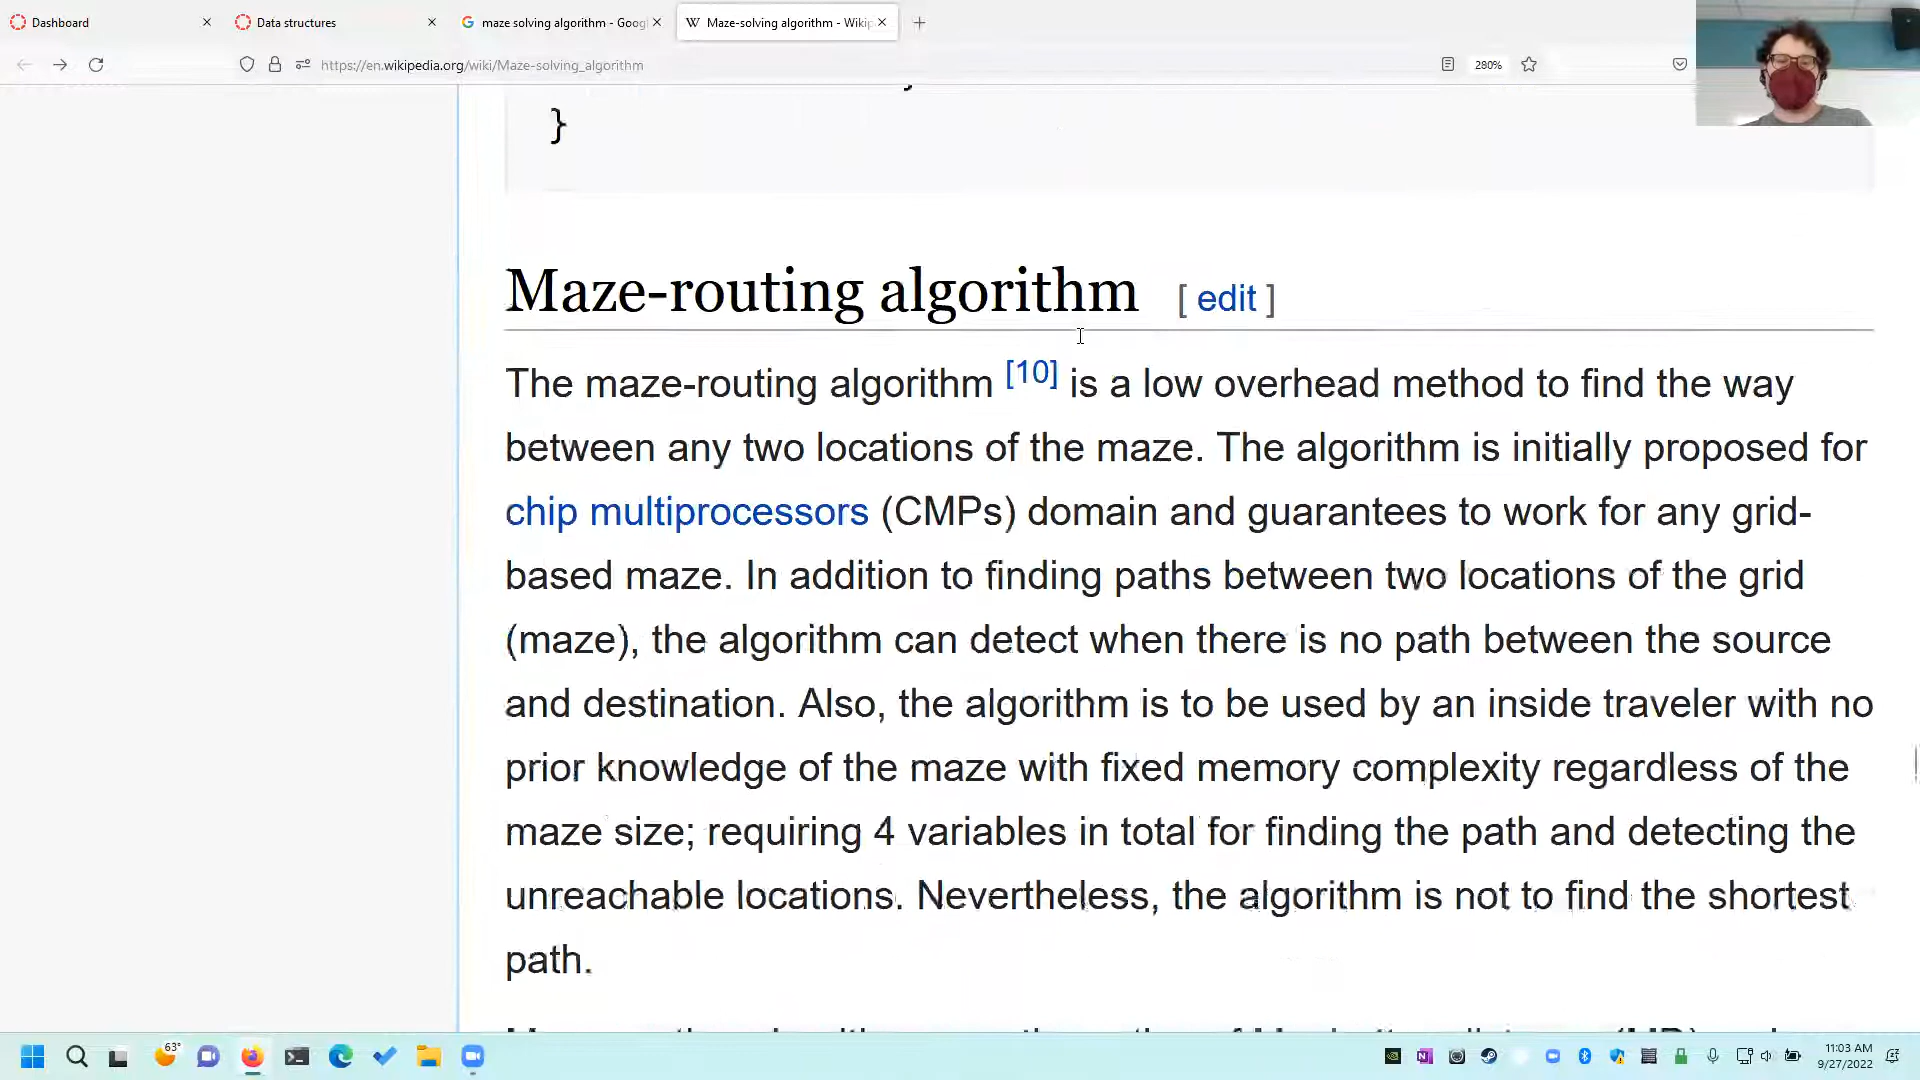 Dashboard
Data structures
maze solving algorithm - Goog
Maze-solving algorithm - Wikip
https://en.wikipedia.org/wiki/Maze-solving_algorithm
280%
}
Maze-routing algorithm [ edit ]
The maze-routing algorithm [10] is a low overhead method to find the way
between any two locations of the maze. The algorithm is initially proposed for
chip multiprocessors (CMPs) domain and guarantees to work for any grid-
based maze. In addition to finding paths between two locations of the grid
(maze), the algorithm can detect when there is no path between the source
and destination. Also, the algorithm is to be used by an inside traveler with no
prior knowledge of the maze with fixed memory complexity regardless of the
maze size; requiring 4 variables in total for finding the path and detecting the
unreachable locations. Nevertheless, the algorithm is not to find the shortest
path.
63°
11:03 AM
9/27/2022